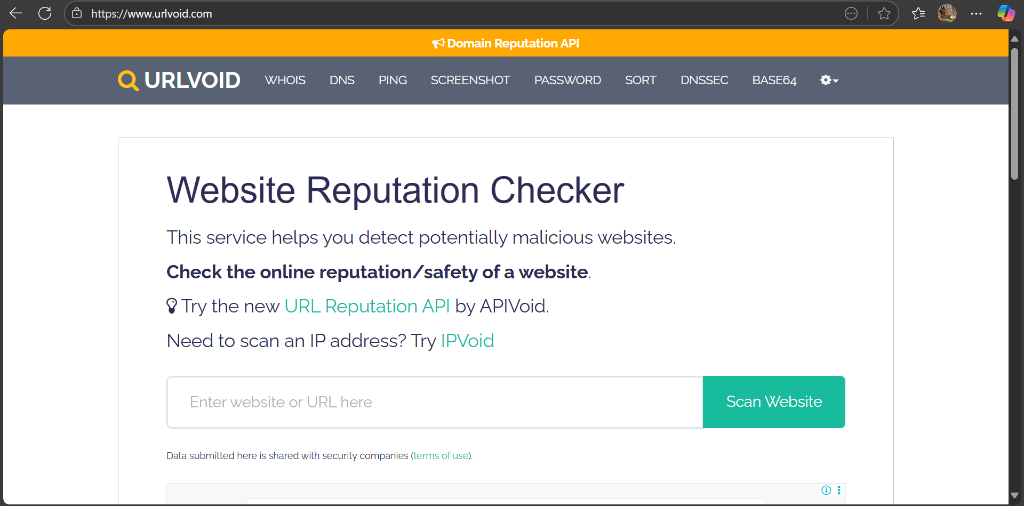 https://www.urlvoid.com
Domain Reputation API
URLVOID WHOIS DNS PING SCREENSHOT PASSWORD SORT DNSSEC BASE64
Website Reputation Checker
This service helps you detect potentially malicious websites.
Check the online reputation/safety of a website.
Try the new URL Reputation API by APIVoid.
Need to scan an IP address? Try IPVoid
Enter website or URL here Scan Website
Data submitted here is shared with security companies (terms of use).